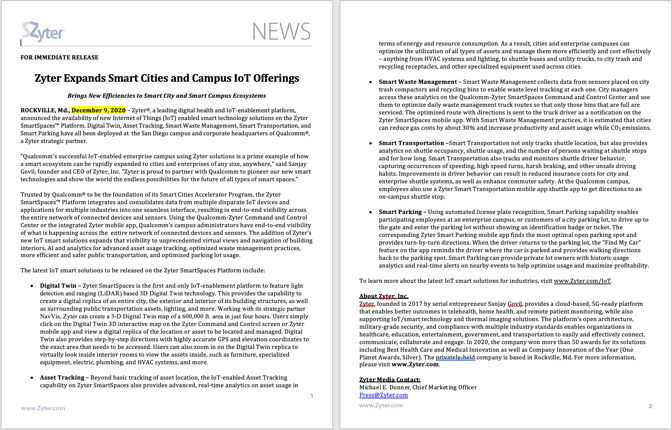 Zyter
NEWS
FOR IMMEDIATE RELEASE
Zyter Expands Smart Cities and Campus IoT Offerings
Brings New Efficiencies to Smart City and Smart Campus Ecosystems
ROCKVILLE, Md., December 9, 2020 – Zyter®, a leading digital health and IoT-enablement platform,
announced the availability of new Internet of Things (IoT) enabled smart technology solutions on the Zyter
SmartSpaces™ Platform. Digital Twin, Asset Tracking, Smart Waste Management, Smart Transportation, and
Smart Parking have all been deployed at the San Diego campus and corporate headquarters of Qualcomm®,
a Zyter strategic partner.
"Qualcomm's successful IoT-enabled enterprise campus using Zyter solutions is a prime example of how
a smart ecosystem can be rapidly expanded to cities and enterprises of any size, anywhere," said Sanjay
Govil, founder and CEO of Zyter, Inc. "Zyter is proud to partner with Qualcomm to pioneer our new smart
technologies and show the world the endless possibilities for the future of all types of smart spaces."
Trusted by Qualcomm® to be the foundation of its Smart Cities Accelerator Program, the Zyter
SmartSpaces™ Platform integrates and consolidates data from multiple disparate IoT devices and
applications for multiple industries into one seamless interface, resulting in end-to-end visibility across
the entire network of connected devices and sensors. Using the Qualcomm-Zyter Command and Control
Center or the integrated Zyter mobile app, Qualcomm's campus administrators have end-to-end visibility
of what is happening across the entire network of connected devices and sensors. The addition of Zyter's
new IoT smart solutions expands that visibility to unprecedented virtual views and navigation of building
interiors, AI and analytics for advanced asset usage tracking, optimized waste management practices,
more efficient and safer public transportation, and optimized parking lot usage.
The latest IoT smart solutions to be released on the Zyter SmartSpaces Platform include:
• Digital Twin – Zyter SmartSpaces is the first and only IoT-enablement platform to feature light
detection and ranging (LiDAR) based 3D Digital Twin technology. This provides the capability to
create a digital replica of an entire city, the exterior and interior of its building structures, as well
as surrounding public transportation assets, lighting, and more. Working with its strategic partner
NavVis, Zyter can create a 3-D Digital Twin map of a 600,000 ft. area in just four hours. Users simply
click on the Digital Twin 3D interactive map on the Zyter Command and Control screen or Zyter
mobile app and view a digital replica of the location or asset to be located and managed. Digital
Twin also provides step-by-step directions with highly accurate GPS and elevation coordinates to
the exact area that needs to be accessed. Users can also zoom in on the Digital Twin replica to
virtually look inside interior rooms to view the assets inside, such as furniture, specialized
equipment, electric, plumbing, and HVAC systems, and more.
• Asset Tracking – Beyond basic tracking of asset location, the IoT-enabled Asset Tracking
capability on Zyter SmartSpaces also provides advanced, real-time analytics on asset usage in
1
www.Zyter.com
terms of energy and resource consumption. As a result, cities and enterprise campuses can
optimize the utilization of all types of assets and manage them more efficiently and cost effectively
– anything from HVAC systems and lighting, to shuttle buses and utility trucks, to city trash and
recycling receptacles, and other specialized equipment used across cities.
• Smart Waste Management – Smart Waste Management collects data from sensors placed on city
trash compactors and recycling bins to enable waste level tracking at each one. City managers
access these analytics on the Qualcomm-Zyter SmartSpaces Command and Control Center and use
them to optimize daily waste management truck routes so that only those bins that are full are
serviced. The optimized route with directions is sent to the truck driver as a notification on the
Zyter SmartSpaces mobile app. With Smart Waste Management practices, it is estimated that cities
can reduce gas costs by about 30% and increase productivity and asset usage while CO₂ emissions.
• Smart Transportation –Smart Transportation not only tracks shuttle location, but also provides
analytics on shuttle occupancy, shuttle usage, and the number of persons waiting at shuttle stops
and for how long. Smart Transportation also tracks and monitors shuttle driver behavior,
capturing occurrences of speeding, high speed turns, harsh braking, and other unsafe driving
habits. Improvements in driver behavior can result in reduced insurance costs for city and
enterprise shuttle systems, as well as enhance commuter safety. At the Qualcomm campus,
employees also use a Zyter Smart Transportation mobile app shuttle app to get directions to an
on-campus shuttle stop.
• Smart Parking – Using automated license plate recognition, Smart Parking capability enables
participating employees at an enterprise, or customers of a city parking lot, to drive up to
the gate and enter the parking lot without showing an identification badge or ticket. The
corresponding Zyter Smart Parking mobile app finds the most optimal open parking spot and
provides turn-by-turn directions. When the driver returns to the parking lot, the "Find My Car"
feature on the app reminds the driver where the car is parked and provides walking directions
back to the parking spot. Smart Parking can provide private lot owners with historic usage
analytics and real-time alerts on nearby events to help optimize usage and maximize profitability.
To learn more about the latest IoT smart solutions for industries, visit www.Zyter.com/IoT.
About Zyter, Inc.
Zyter, founded in 2017 by serial entrepreneur Sanjay Govil, provides a cloud-based, 5G-ready platform
that enables better outcomes in telehealth, home health, and remote patient monitoring, while also
supporting IoT/smart technology and thermal imaging solutions. The platform's open architecture,
military-grade security, and compliance with multiple industry standards enables organizations in
healthcare, education, entertainment, government, and transportation to easily and effectively connect,
communicate, collaborate and engage. In 2020, the company won more than 50 awards for its solutions
including Best Health Care and Medical Innovation as well as Company Innovation of the Year (One
Planet Awards, Silver). The privately-held company is based in Rockville, Md. For more information,
please visit www.Zyter.com.
Zyter Media Contact:
Michael E. Donner, Chief Marketing Officer
Press@Zyter.com
www.Zyter.com
2